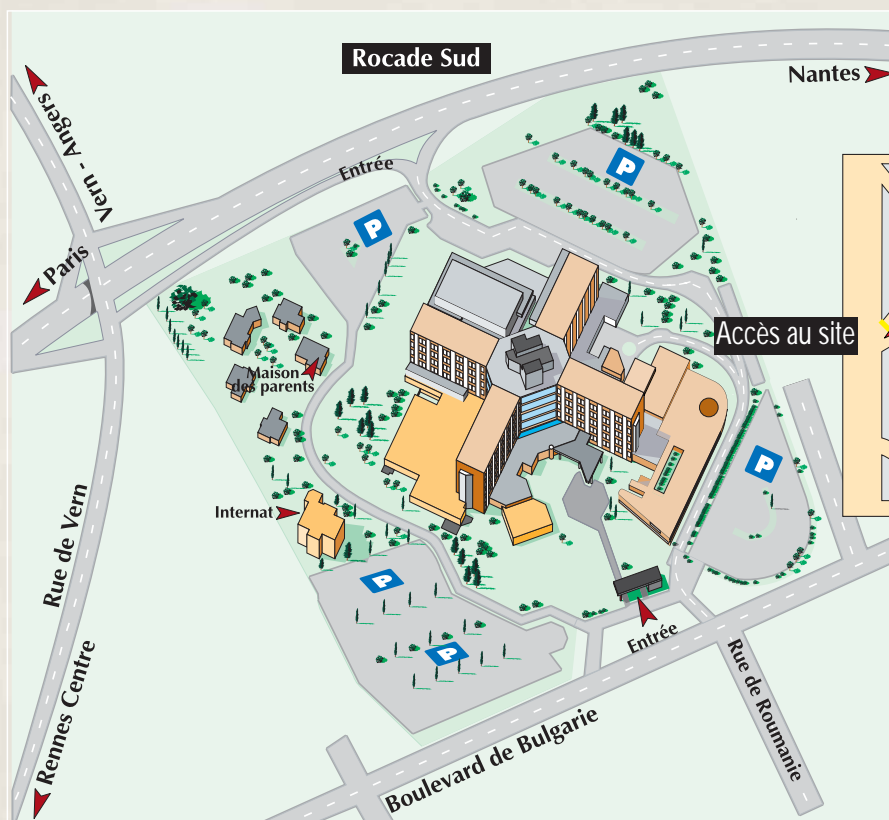 Rocade Sud
Nantes
Vern - Angers
Entrée
P
P
Paris
Accès au site
Maison
des parents
P
Internat
Rue de Vern
P
P
Entrée
Rue de Roumanie
Rennes Centre
Boulevard de Bulgarie